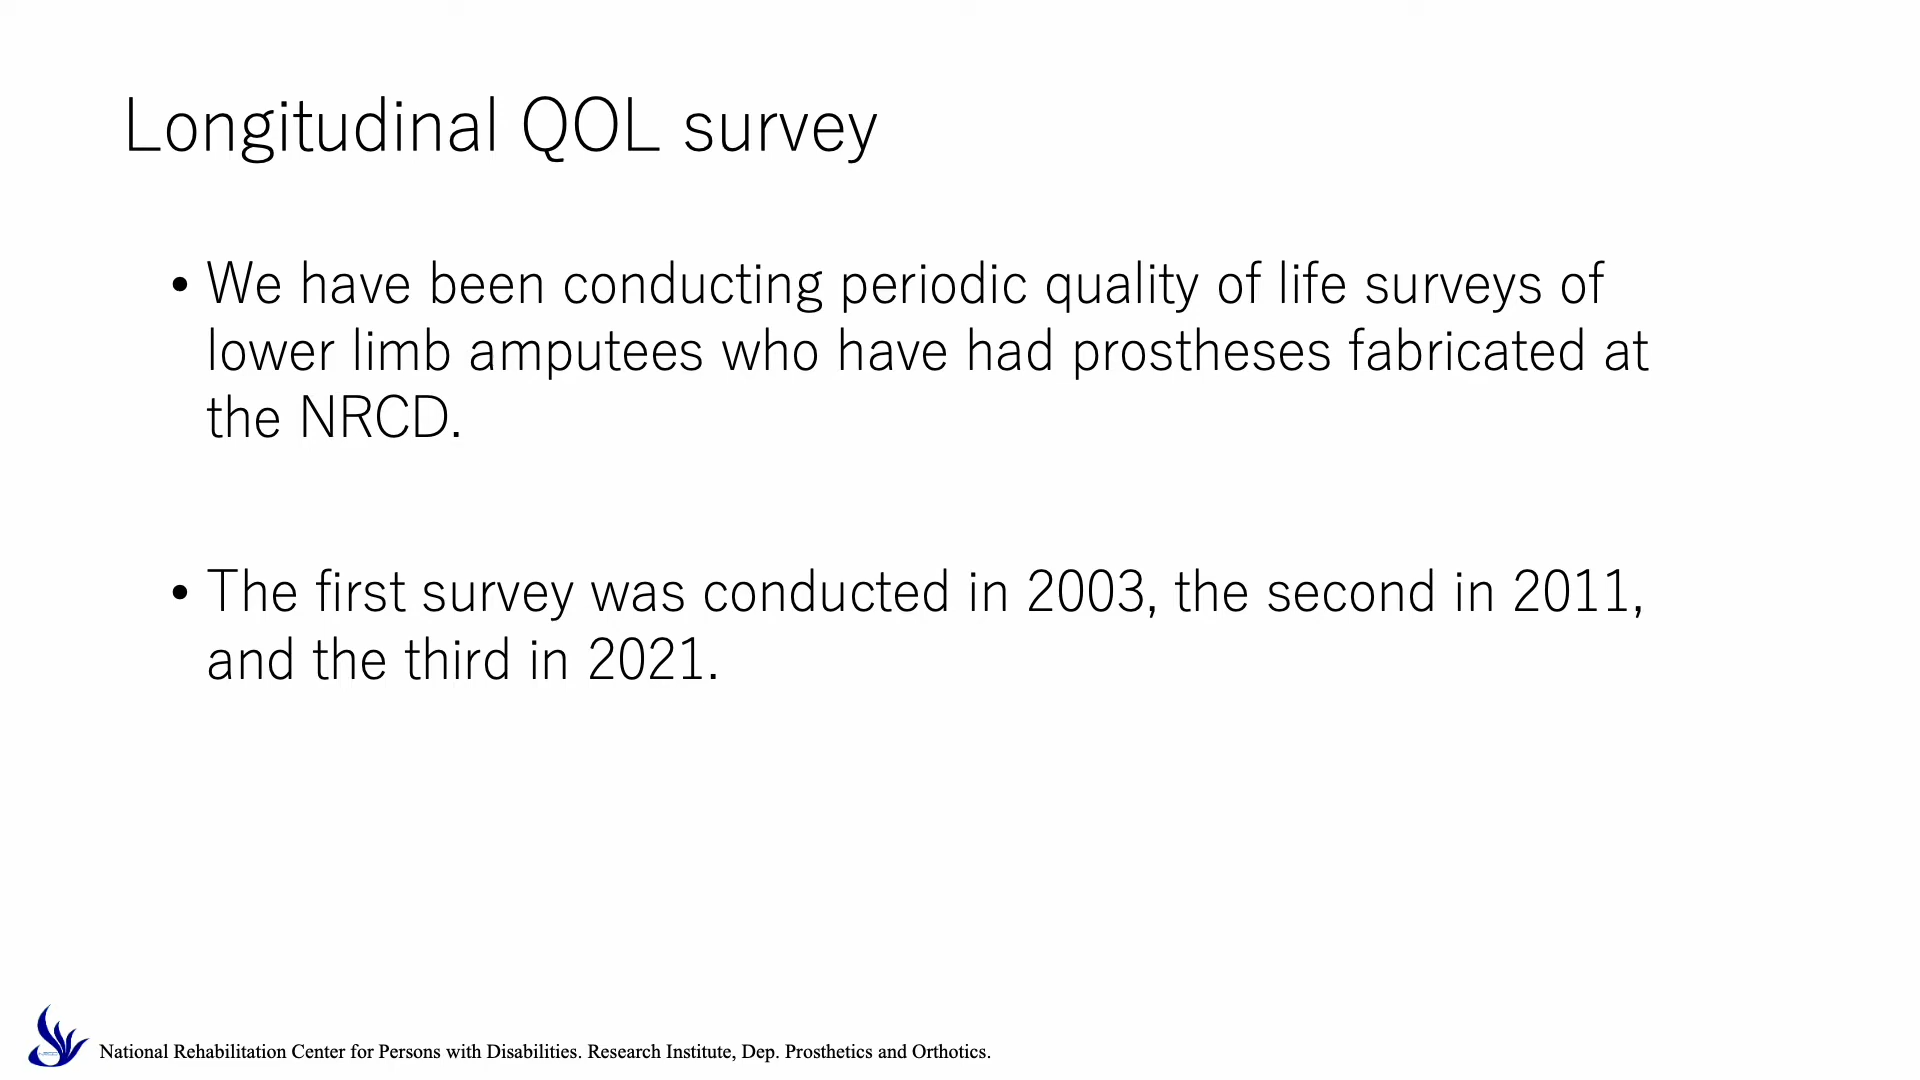 Longitudinal QOL survey
• We have been conducting periodic quality of life surveys of
lower limb amputees who have had prostheses fabricated at
the NRCD.
• The first survey was conducted in 2003, the second in 2011,
and the third in 2021.
National Rehabilitation Center for Persons with Disabilities. Research Institute, Dep. Prosthetics and Orthotics.